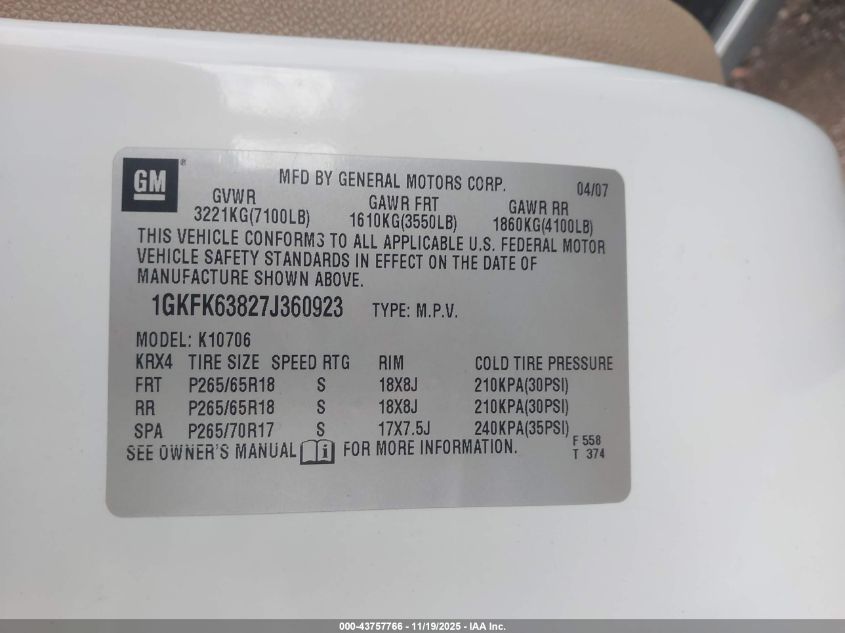 GM ® MFD BY GENERAL MOTORS CORP. 04/07
GVWR GAWR FRT GAWR RR
3221KG(7100LB) 1610KG(3550LB) 1860KG(4100LB)
THIS VEHICLE CONFORMS TO ALL APPLICABLE U.S. FEDERAL MOTOR
VEHICLE SAFETY STANDARDS IN EFFECT ON THE DATE OF
MANUFACTURE SHOWN ABOVE.
1GKFK63827J360923 TYPE: M.P.V.
MODEL: K10706
KRX4 TIRE SIZE SPEED RTG RIM COLD TIRE PRESSURE
FRT P265/65R18 S 18X8J 210KPA(30PSI)
RR P265/65R18 S 18X8J 210KPA(30PSI)
SPA P265/70R17 S 17X7.5J 240KPA(35PSI)
SEE OWNER'S MANUAL i FOR MORE INFORMATION. F 558
T 374
000-43757766 - 11/19/2025 - IAA Inc.